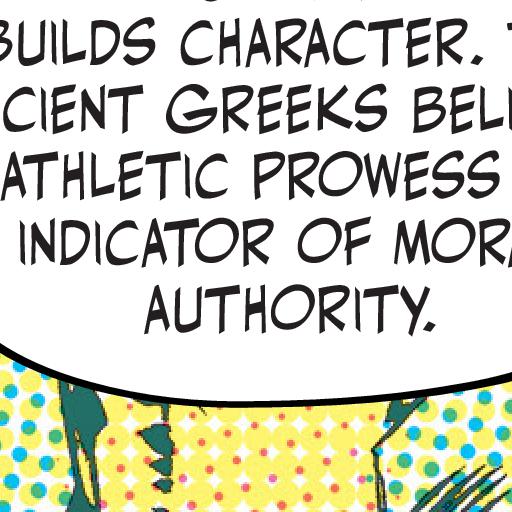 BUILDS CHARACTER.
CIENT GREEKS BEL
ATHLETIC PROWESS
INDICATOR OF MOR
AUTHORITY.